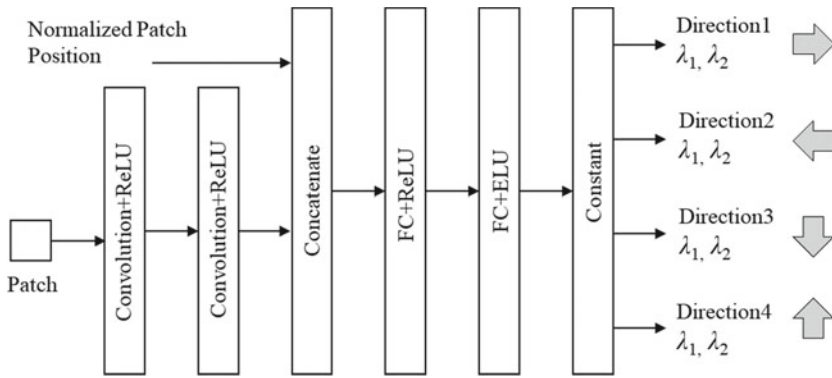 Normalized Patch
Position
Patch
Convolution+ReLU
Convolution+ReLU
Concatenate
FC+ReLU
FC+ELU
Constant
Direction1
λ1, λ2
Direction2
λ1, λ2
Direction3
λ1, λ2
Direction4
λ1, λ2